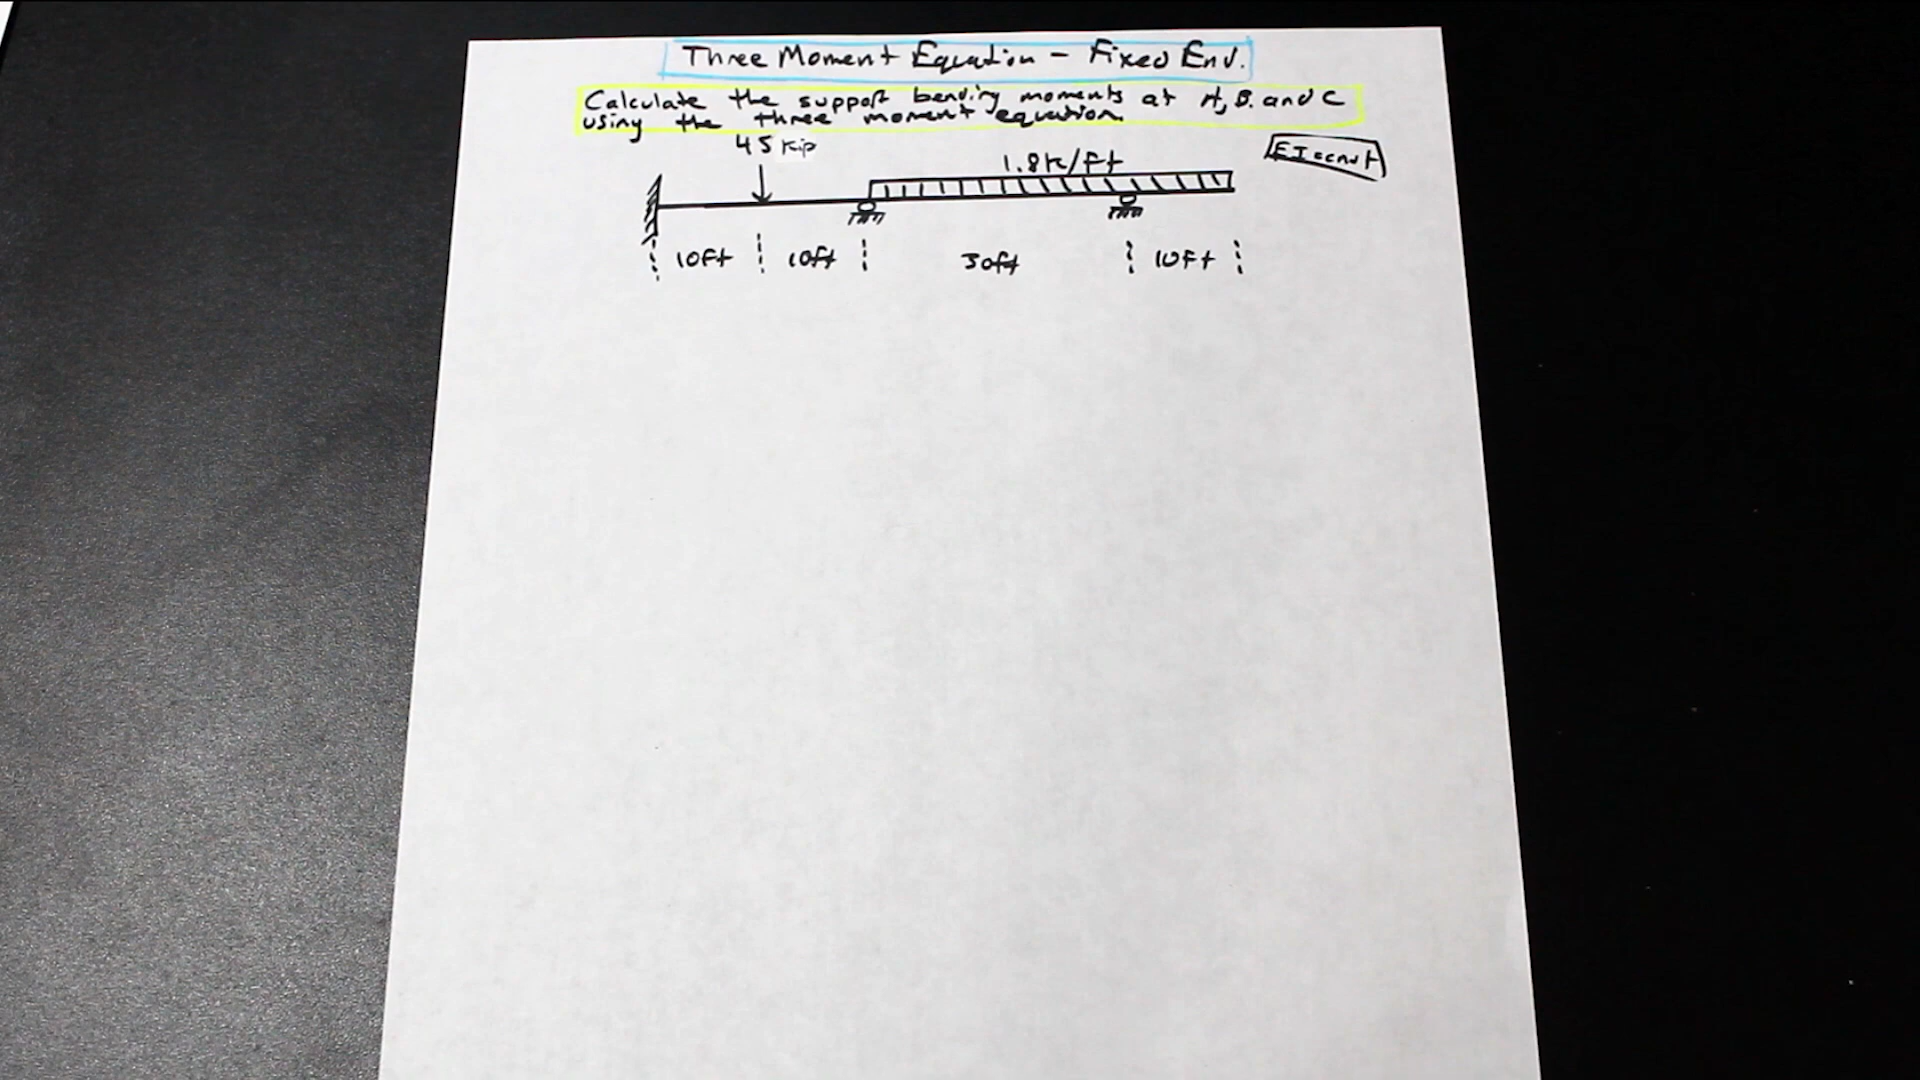 Three Moment Equation - Fixed End.
Calculate the support bending moments at A, B, and C
using the three moment equation
45 kip
1.8k/ft
EI const
10ft 10ft 30ft 10ft